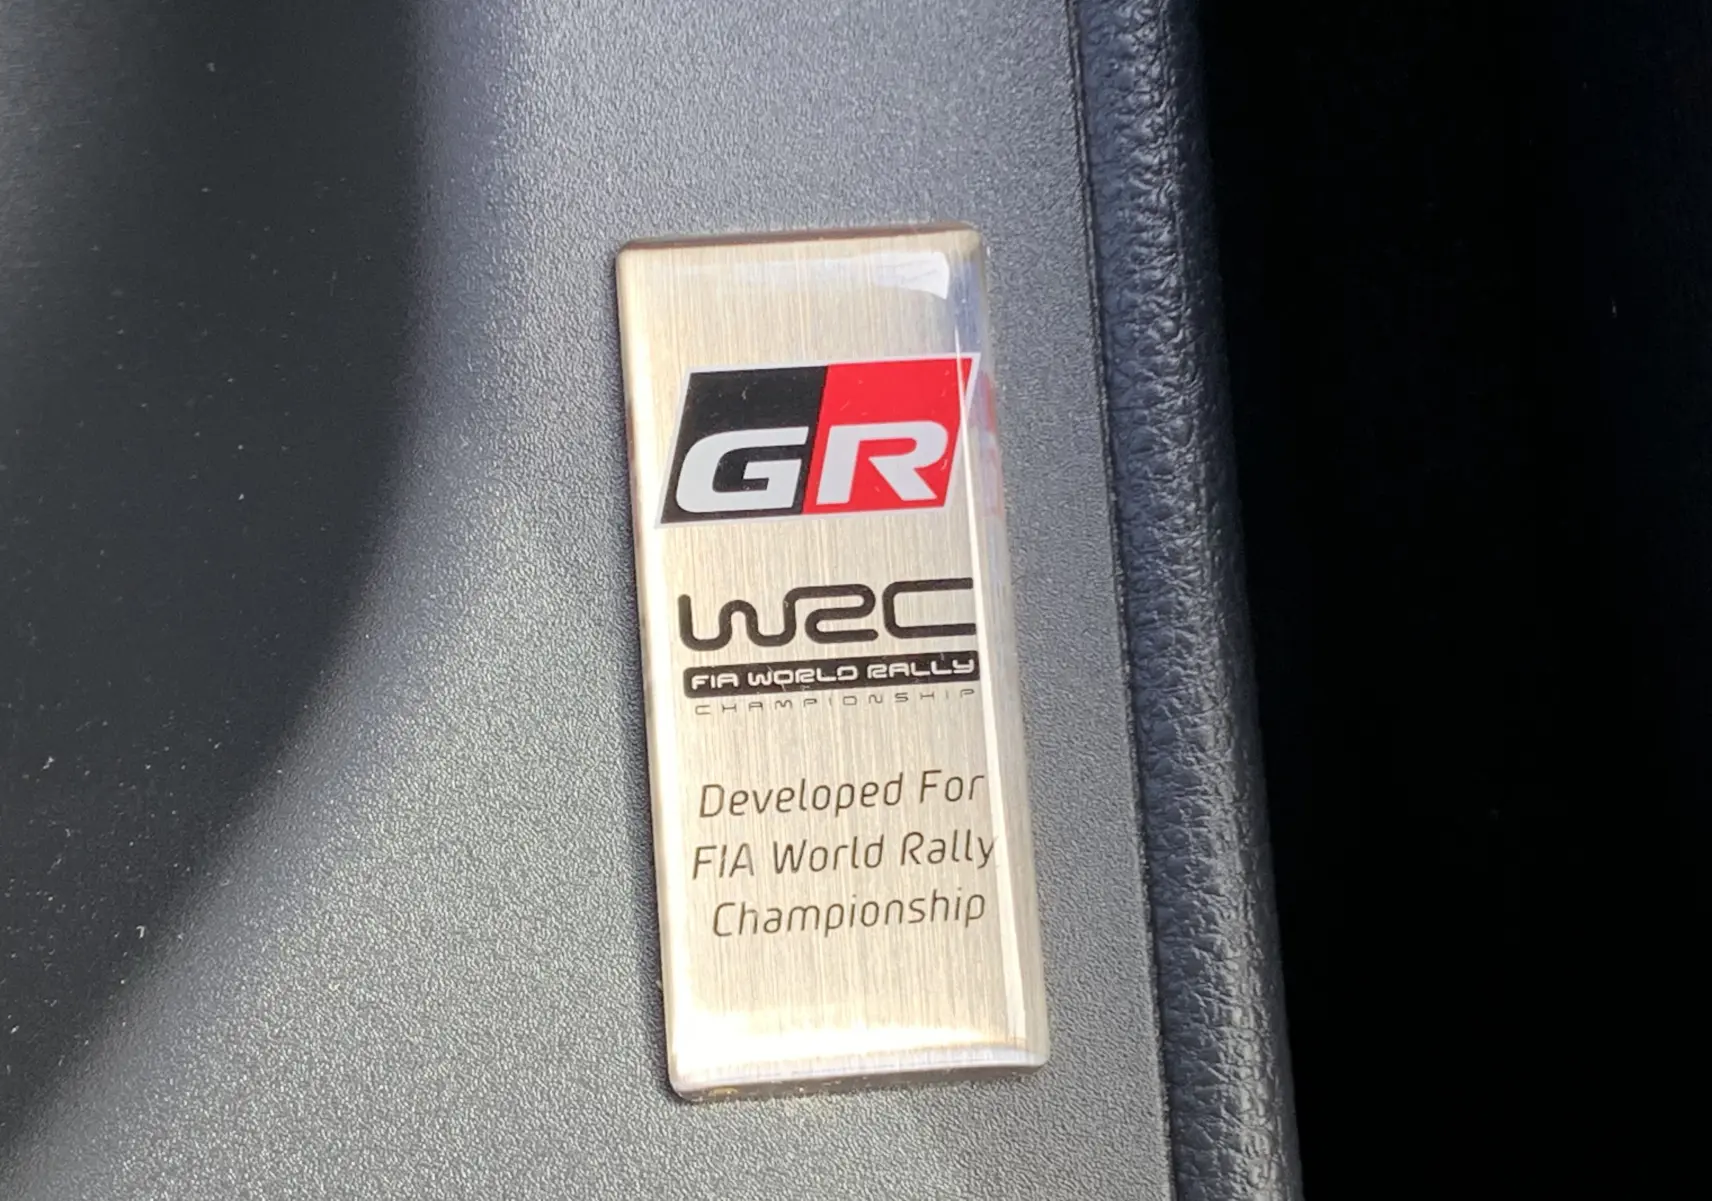 GR
WRC
FIA WORLD RALLY
CHAMPIONSHIP
Developed For
FIA World Rally
Championship